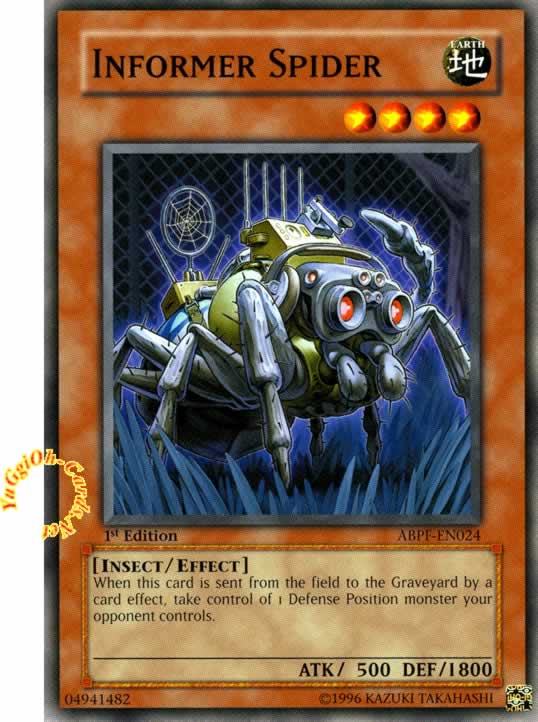 INFORMER SPIDER
EARTH
地
1st Edition
ABPF-EN024
[INSECT/EFFECT]
When this card is sent from the field to the Graveyard by a
card effect, take control of 1 Defense Position monster your
opponent controls.
ATK/ 500 DEF/1800
04941482
©1996 KAZUKI TAKAHASHI
YuGgiOh-Cards.Net